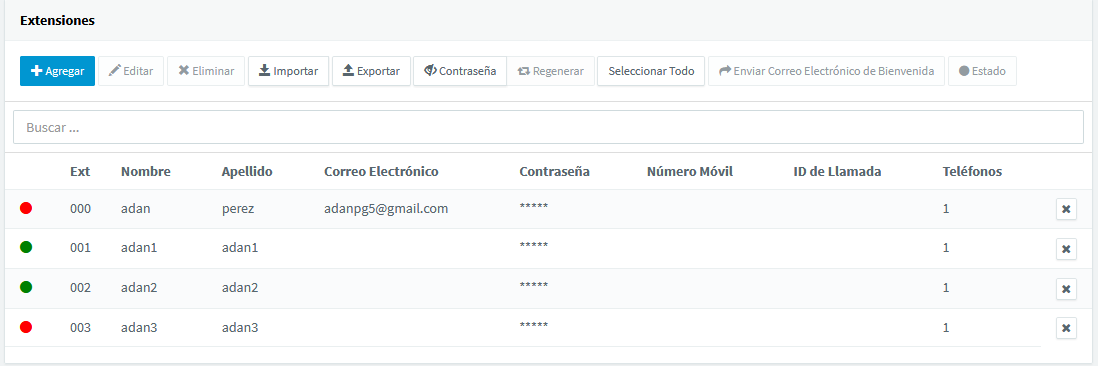 Extensiones
Agregar Editar Eliminar Importar Exportar Contraseña Regenerar Seleccionar Todo Enviar Correo Electrónico de Bienvenida Estado
Buscar ...
Ext Nombre Apellido Correo Electrónico Contraseña Número Móvil ID de Llamada Teléfonos
000 adan perez adanpg5@gmail.com ***** 1
001 adan1 adan1 ***** 1
002 adan2 adan2 ***** 1
003 adan3 adan3 ***** 1